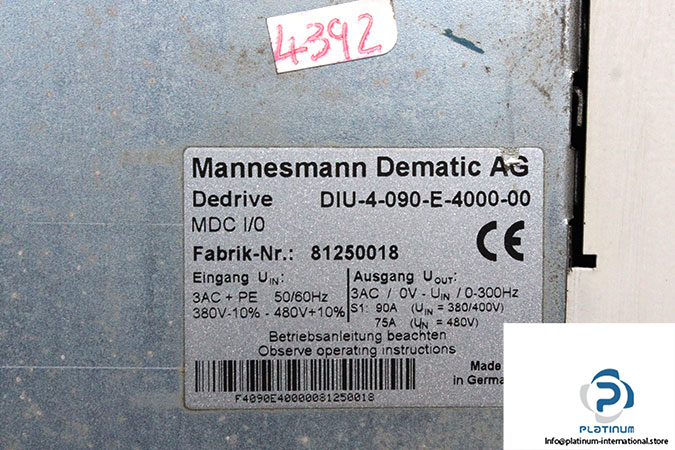 4392
Mannesmann Dematic AG
Dedrive DIU-4-090-E-4000-00
MDC I/0
Fabrik-Nr.: 81250018
Eingang UIN: Ausgang UOUT:
3AC + PE 50/60Hz 3AC / 0V - UIN / 0-300Hz
380V-10% - 480V+10% S1: 90A (UIN = 380/400V)
75A (UN = 480V)
Betriebsanleitung beachten
Observe operating instructions
CE
Made
in Germa
F4090E40000081250018
PLATINUM
Info@platinum-international.store